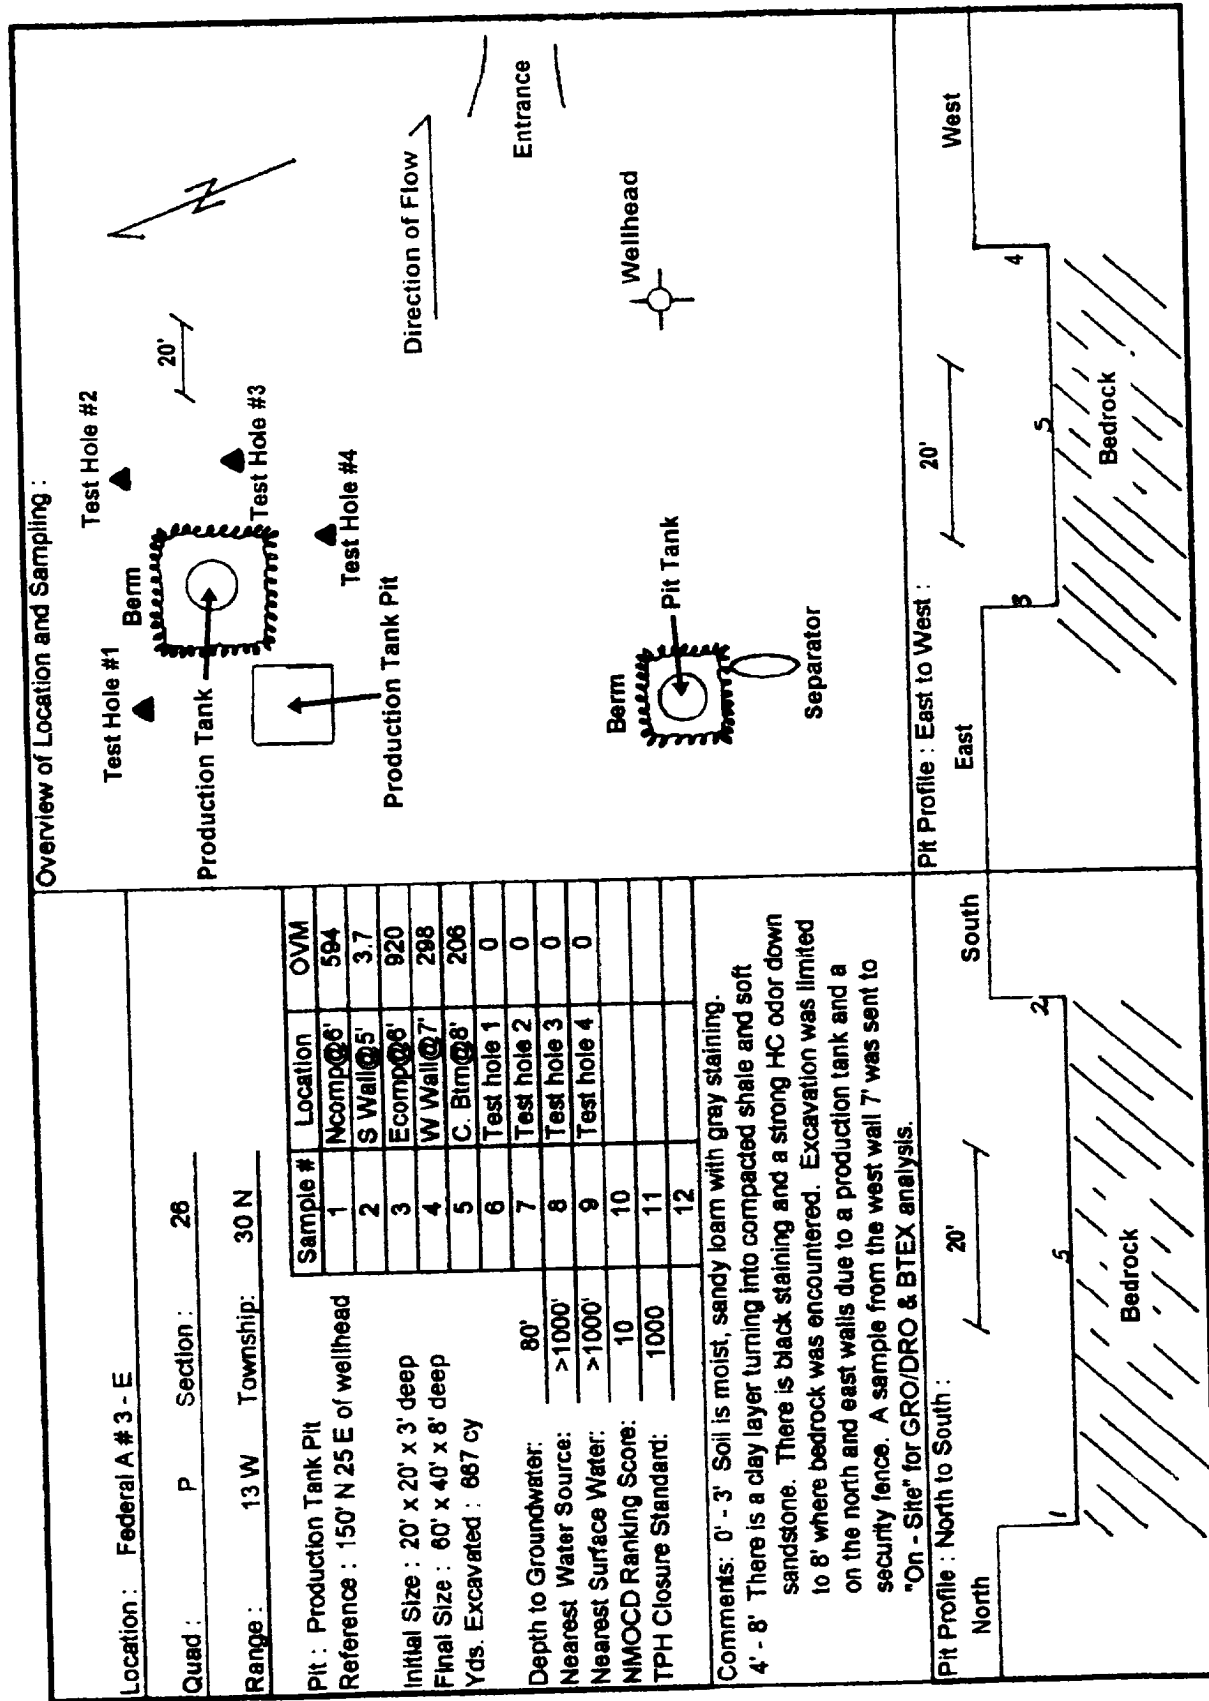 Location : Federal A # 3 - E
Quad : P Section : 26
Range : 13 W Township: 30 N
Pit : Production Tank Pit
Reference : 150' N 25 E of wellhead
Initial Size : 20' x 20' x 3' deep
Final Size : 60' x 40' x 8' deep
Yds. Excavated : 667 cy
Depth to Groundwater: 80'
Nearest Water Source: >1000'
Nearest Surface Water: >1000'
NMOCD Ranking Score: 10
TPH Closure Standard: 1000
Sample # Location OVM
1 Ncomp@6' 594
2 S Wall@5' 3.7
3 Ecomp@6' 920
4 W Wall@7' 298
5 C. Btm@8' 206
6 Test hole 1 0
7 Test hole 2 0
8 Test hole 3 0
9 Test hole 4 0
10
11
12
Comments: 0' - 3' Soil is moist, sandy loam with gray staining.
4' - 8' There is a clay layer turning into compacted shale and soft
sandstone. There is black staining and a strong HC odor down
to 8' where bedrock was encountered. Excavation was limited
on the north and east walls due to a production tank and a
security fence. A sample from the west wall 7' was sent to
"On - Site" for GRO/DRO & BTEX analysis.
Overview of Location and Sampling :
Test Hole #1
Test Hole #2
Berm
20'
N
Production Tank
Test Hole #3
Test Hole #4
Production Tank Pit
Direction of Flow
Entrance
Berm
Pit Tank
Wellhead
Separator
Pit Profile : North to South :
North
20'
South
1
5
2
Bedrock
Pit Profile : East to West :
East
20'
West
3
5
4
Bedrock